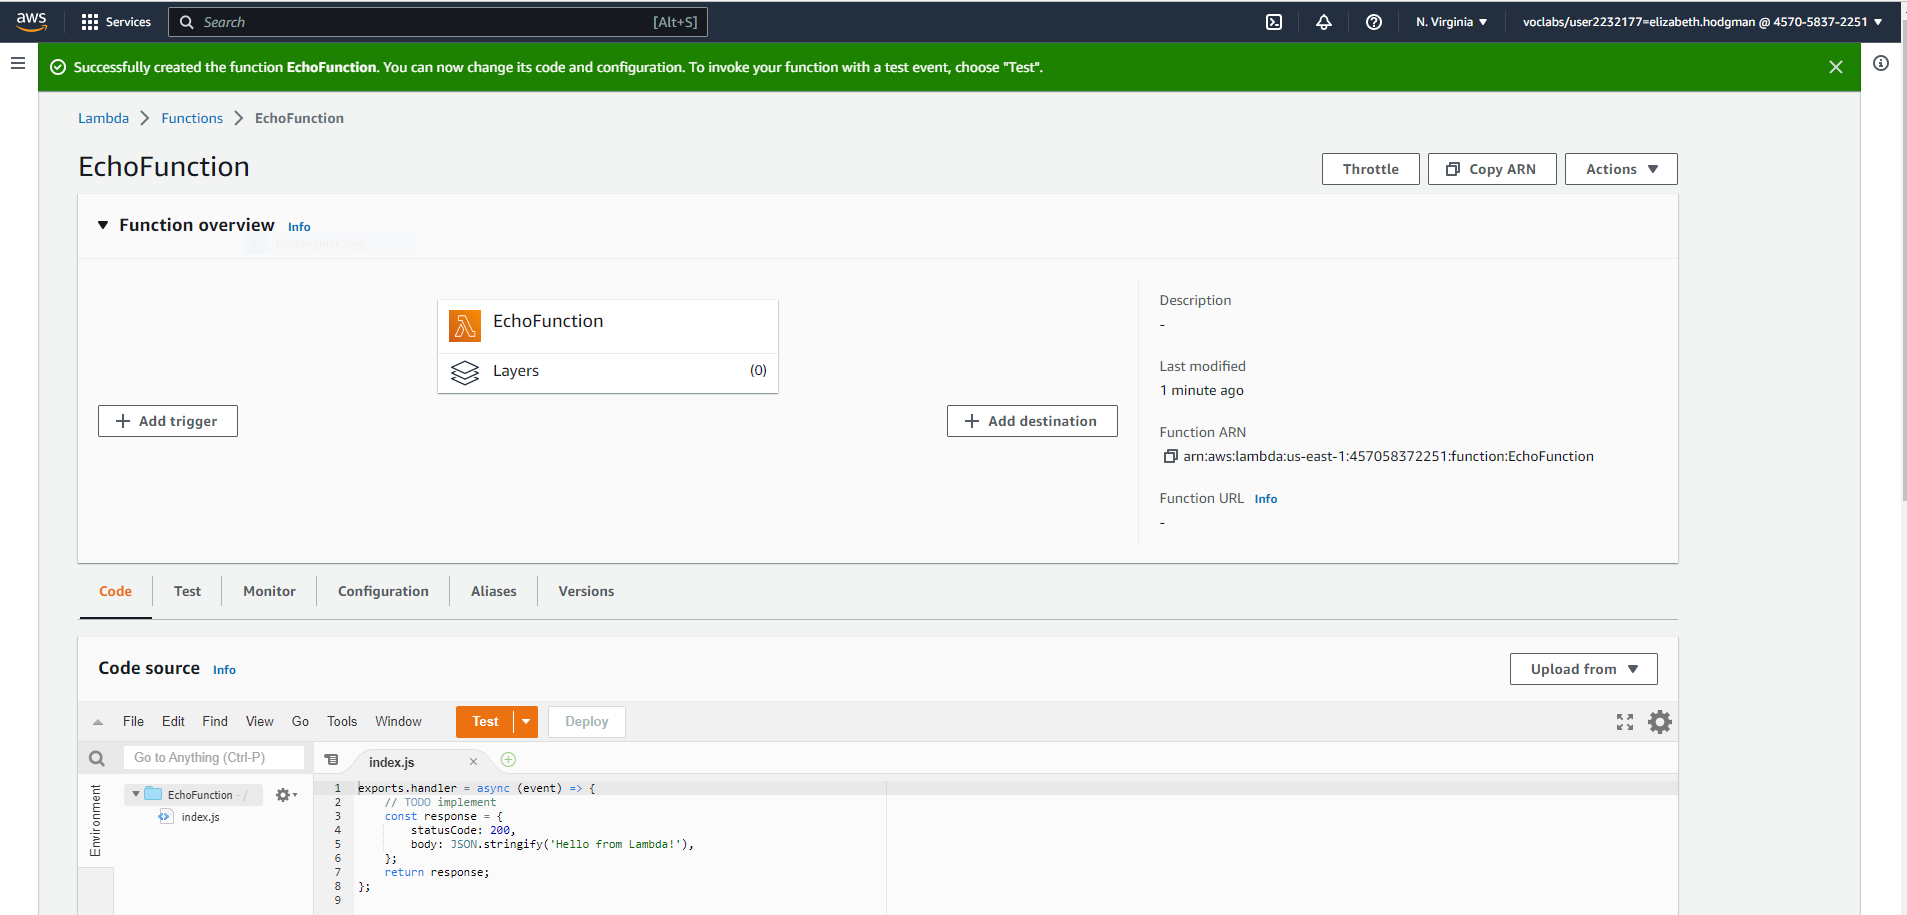 aws Services Search [Alt+S] N. Virginia voclabs/user2232177=elizabeth.hodgman @ 4570-5837-2251
Successfully created the function EchoFunction. You can now change its code and configuration. To invoke your function with a test event, choose "Test".
Lambda Functions EchoFunction
EchoFunction
Throttle Copy ARN Actions
Function overview Info
Rectangular Snip
EchoFunction
Layers (0)
Add trigger
Add destination
Description
-
Last modified
1 minute ago
Function ARN
arn:aws:lambda:us-east-1:457058372251:function:EchoFunction
Function URL Info
-
Code Test Monitor Configuration Aliases Versions
Code source Info
Upload from
File Edit Find View Go Tools Window Test Deploy
Go to Anything (Ctrl-P)
index.js
Environment
EchoFunction - /
index.js
1 exports.handler = async (event) => {
2 // TODO implement
3 const response = {
4 statusCode: 200,
5 body: JSON.stringify('Hello from Lambda!'),
6 };
7 return response;
8 };
9